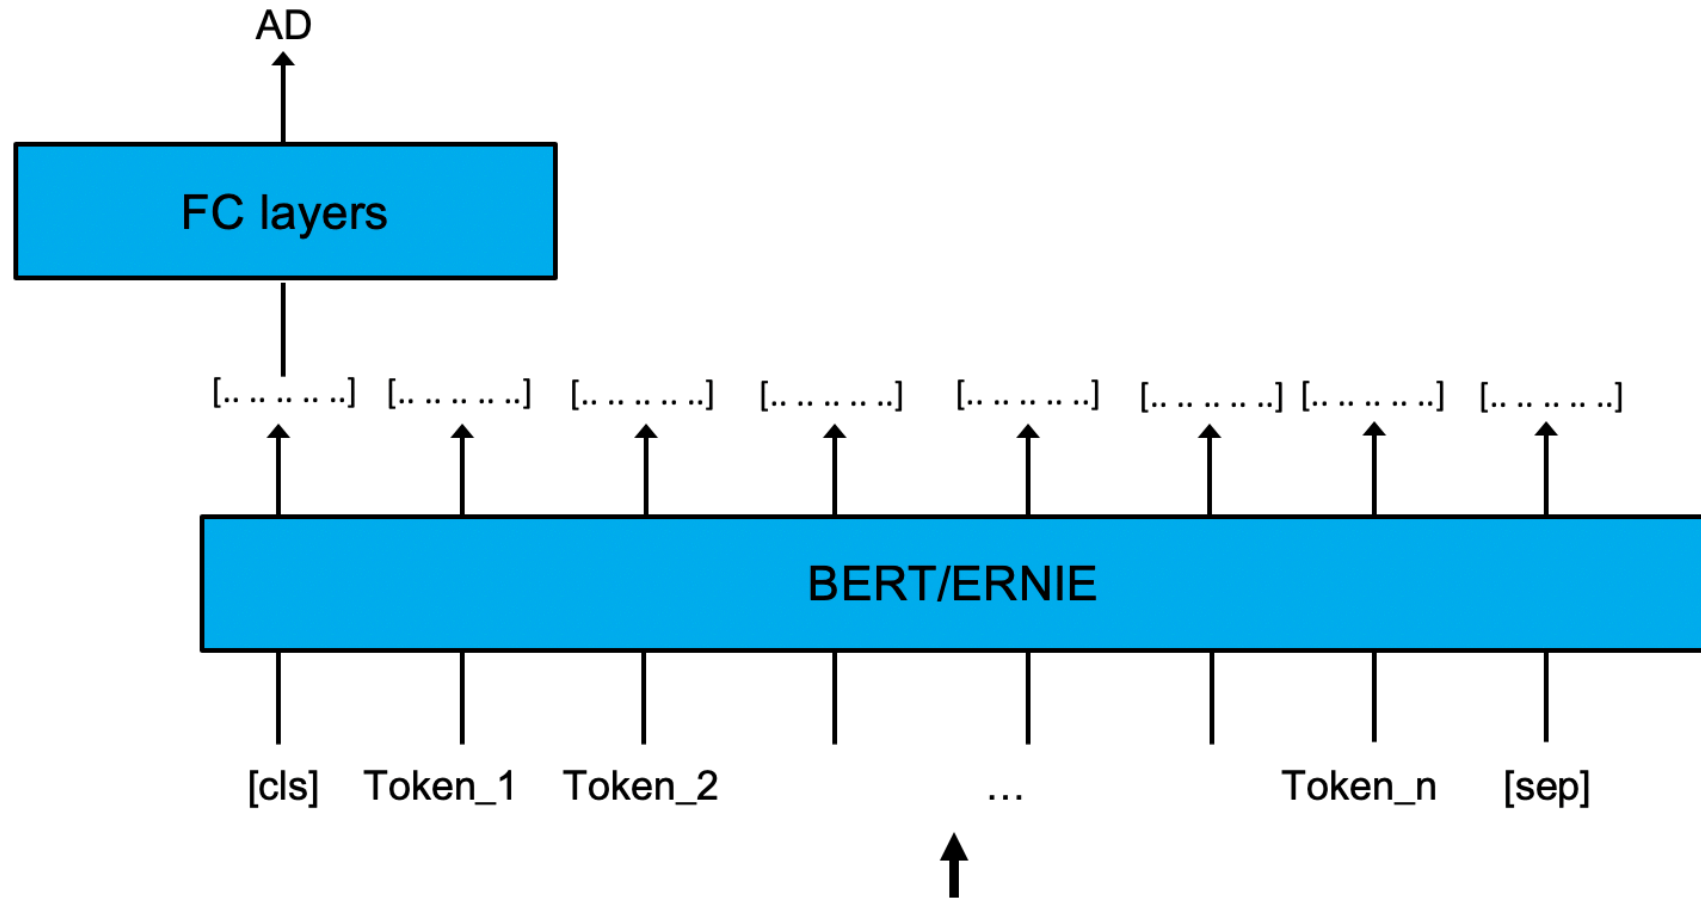 AD
FC layers
[.. .. .. .. ..] [.. .. .. .. ..] [.. .. .. .. ..] [.. .. .. .. ..] [.. .. .. .. ..] [.. .. .. .. ..] [.. .. .. .. ..] [.. .. .. .. ..]
BERT/ERNIE
[cls] Token_1 Token_2 ... Token_n [sep]